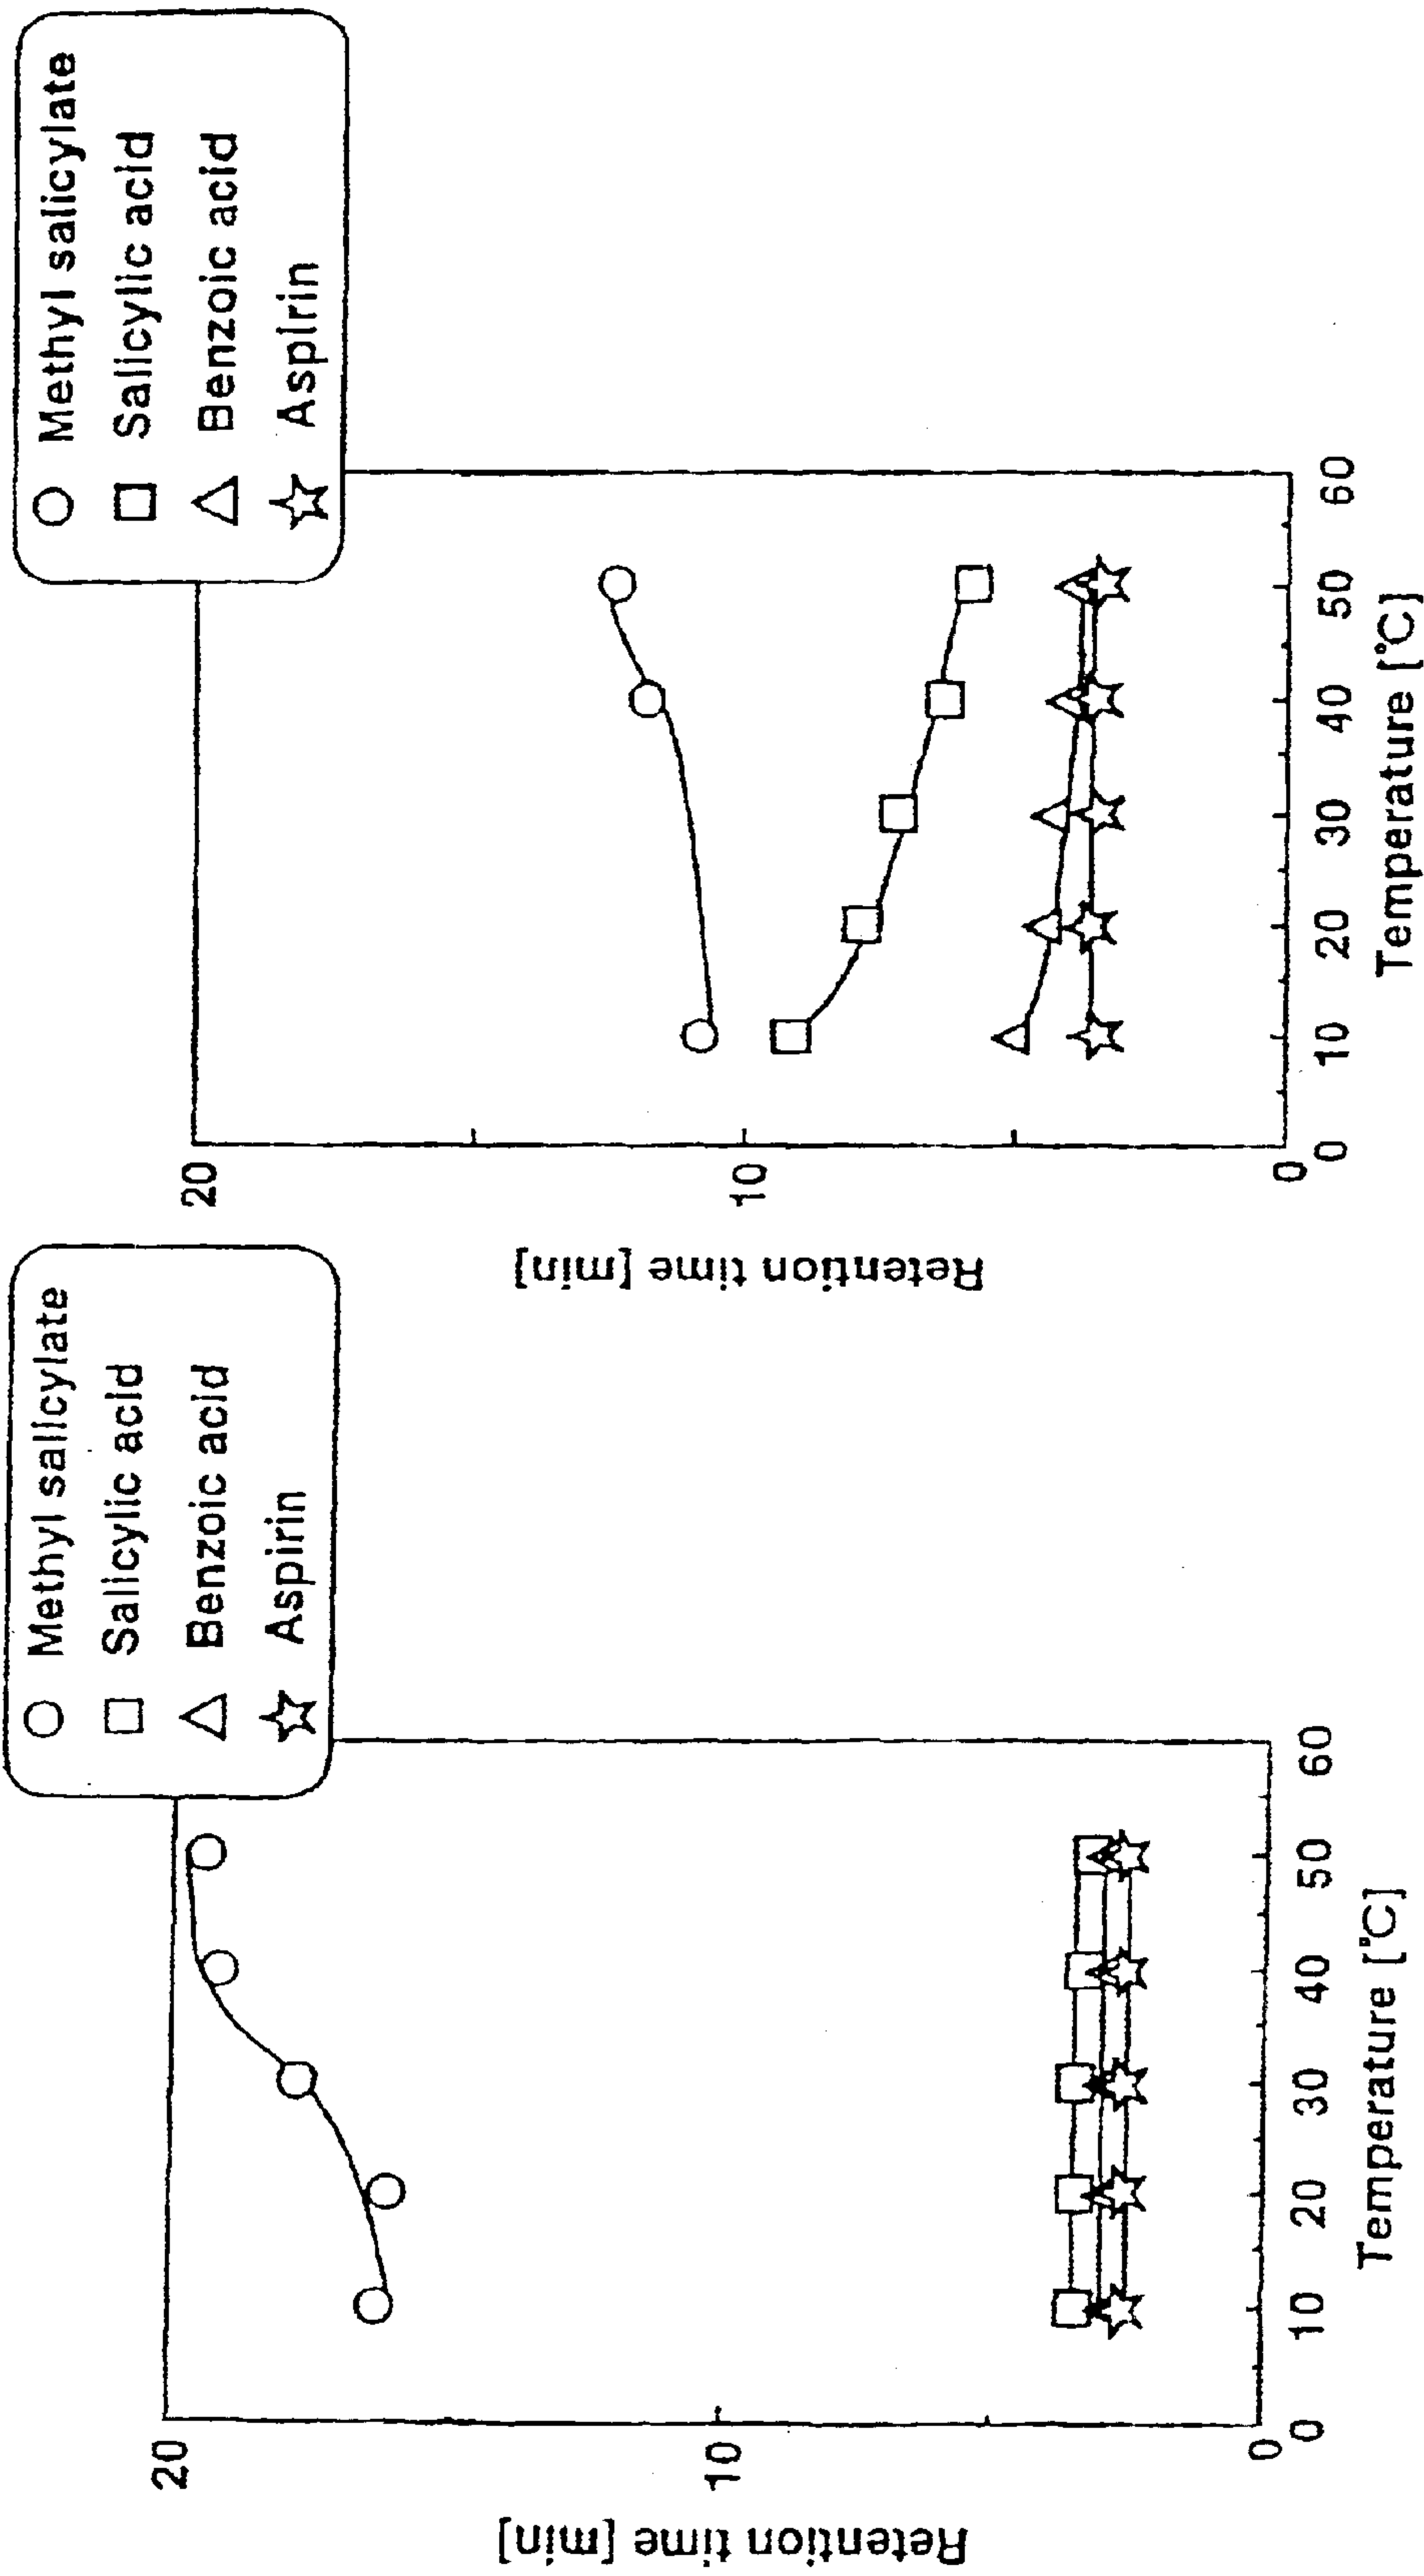 Methyl salicylate
Salicylic acid
Benzoic acid
Aspirin
20
10
0
Retention time [min]
0 10 20 30 40 50 60
Temperature [℃]
Methyl salicylate
Salicylic acid
Benzoic acid
Aspirin
20
10
0
Retention time [min]
0 10 20 30 40 50 60
Temperature [℃]